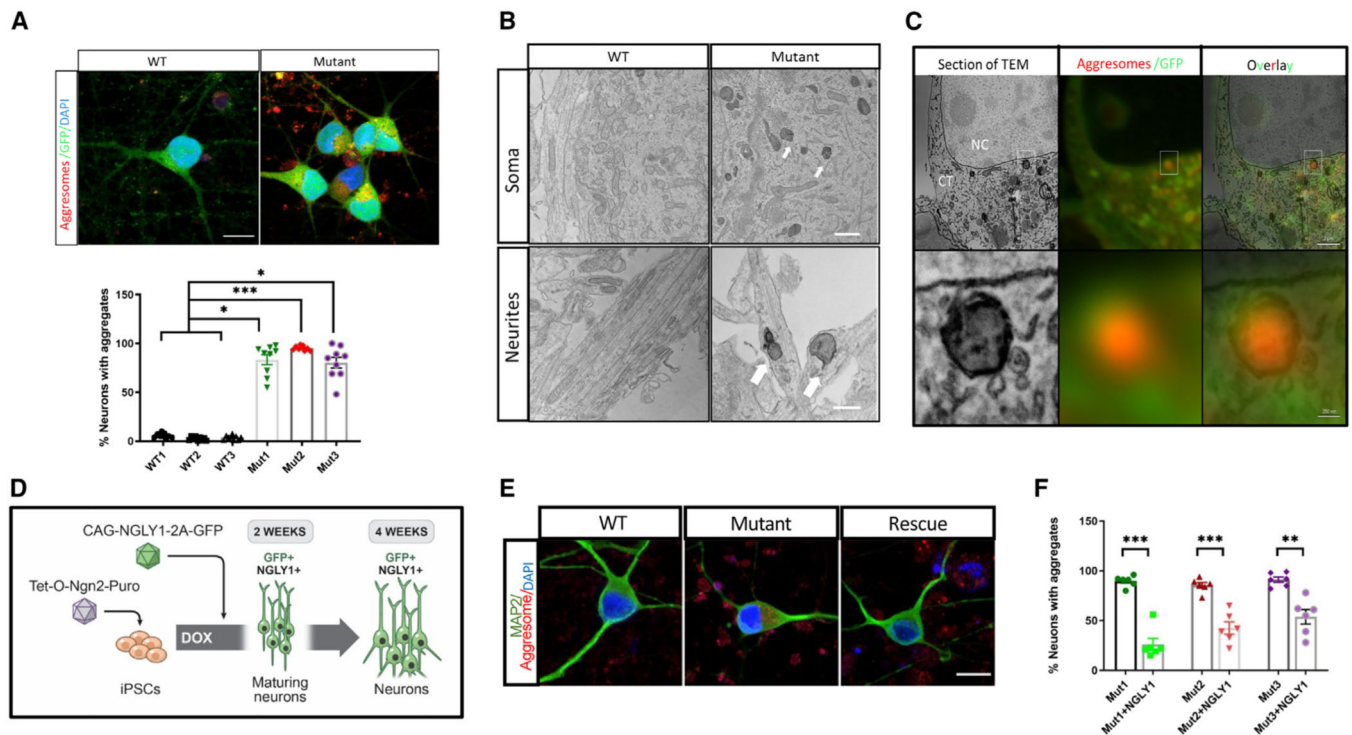 A
WT
Mutant
Aggresomes/GFP/DAPI
% Neurons with aggregates
150
100
50
0
*
***
*
WT1
WT2
WT3
Mut1
Mut2
Mut3
B
WT
Mutant
Soma
Neurites
C
Section of TEM
Aggresomes/GFP
Overlay
NC
CT
D
CAG-NGLY1-2A-GFP
Tet-O-Ngn2-Puro
iPSCs
DOX
2 WEEKS
GFP+
NGLY1+
Maturing
neurons
4 WEEKS
GFP+
NGLY1+
Neurons
E
WT
Mutant
Rescue
MAP2/
Aggresome/DAPI
F
% Neuons with aggregates
150
100
50
0
***
***
**
Mut1
Mut1+NGLY1
Mut2
Mut2+NGLY1
Mut3
Mut3+NGLY1